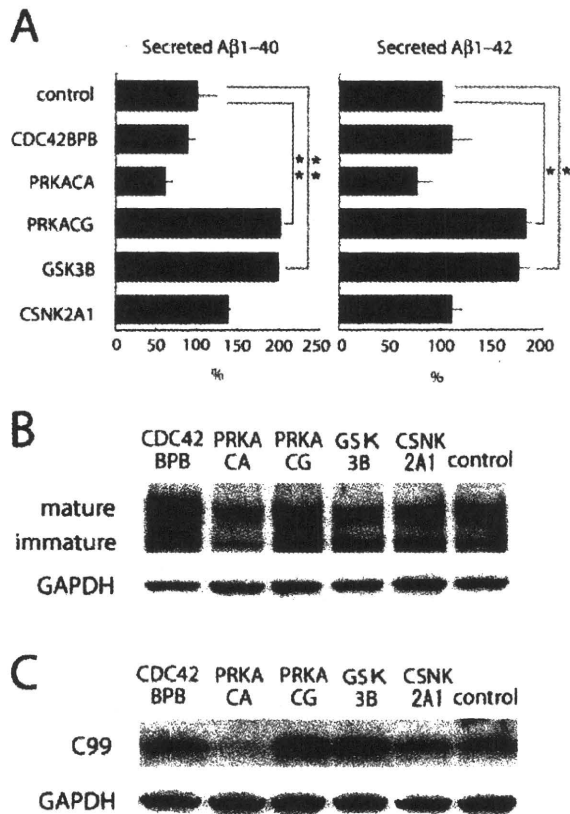 A
Secreted Aβ1–40 Secreted Aβ1–42
control
CDC42BPB
PRKACA
PRKACG
GSK3B
CSNK2A1
* *
* *
* *
0 50 100 150 200 250 0 50 100 150 200
% %
B
CDC42 PRKA PRKA GSK CSNK
BPB CA CG 3B 2A1 control
mature
immature
GAPDH
C
CDC42 PRKA PRKA GSK CSNK
BPB CA CG 3B 2A1 control
C99
GAPDH